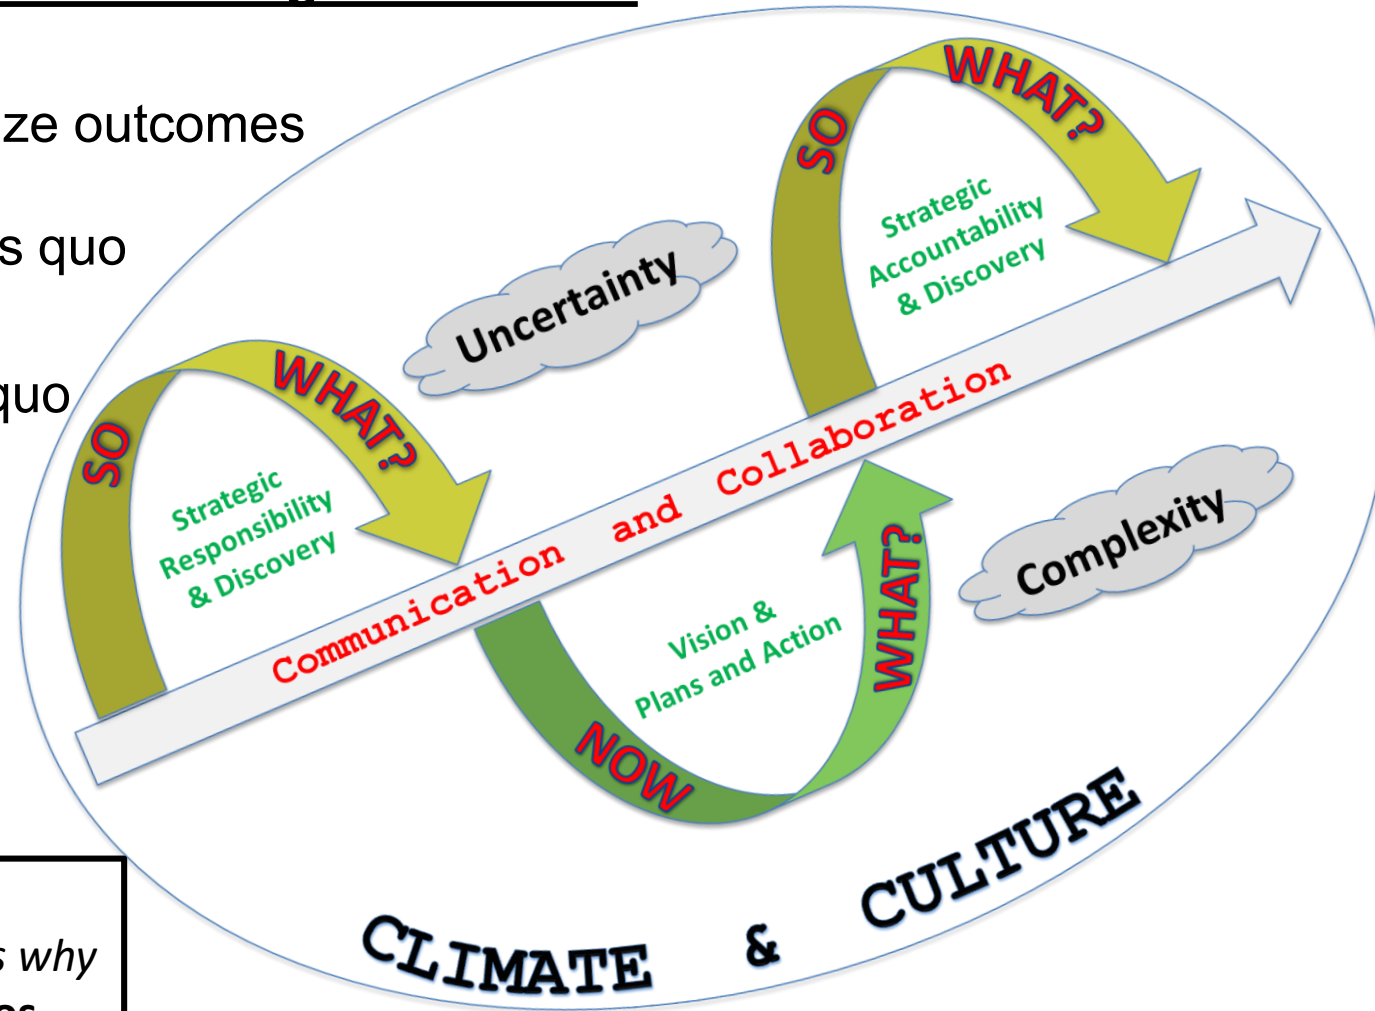 ze outcomes
s quo
quo
SO WHAT?
Strategic
Responsibility
& Discovery
Uncertainty
SO WHAT?
Strategic
Accountability
& Discovery
Communication and Collaboration
NOW WHAT?
Vision &
Plans and Action
Complexity
CLIMATE & CULTURE
s why